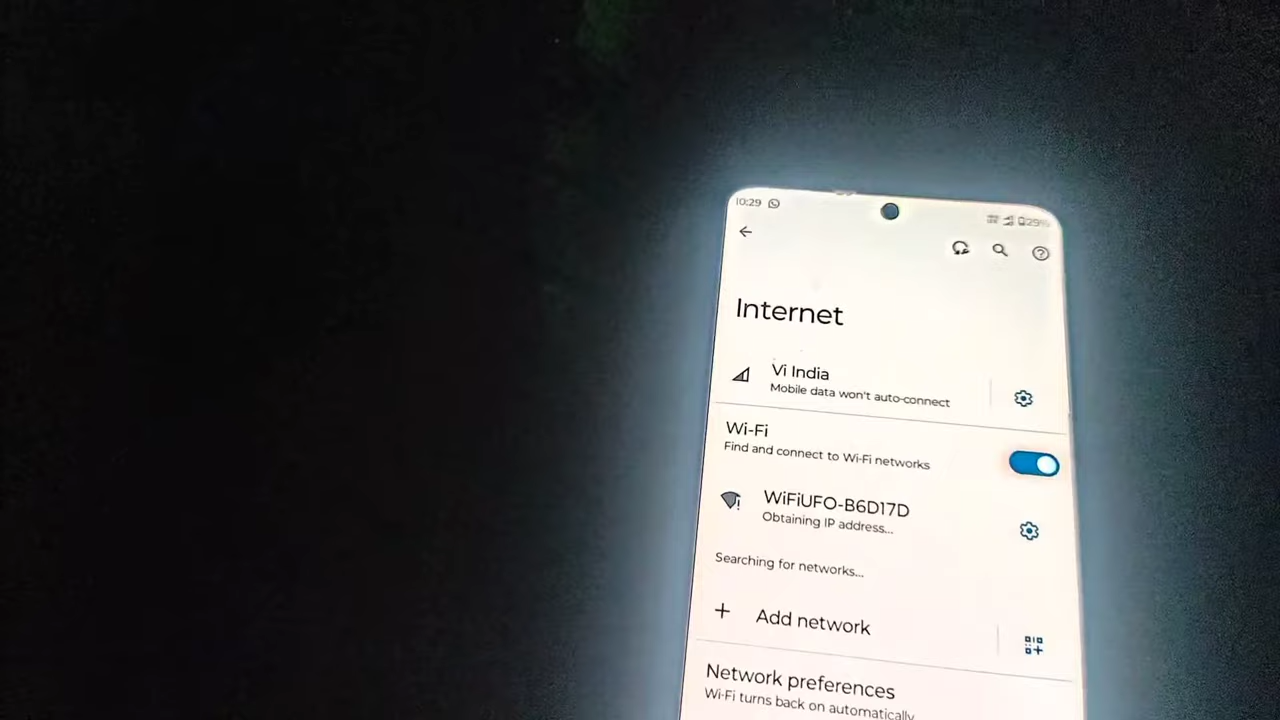 10:29
29%
Internet
Vi India
Mobile data won't auto-connect
Wi-Fi
Find and connect to Wi-Fi networks
WiFiUFO-B6D17D
Obtaining IP address...
Searching for networks...
Add network
Network preferences
Wi-Fi turns back on automatically